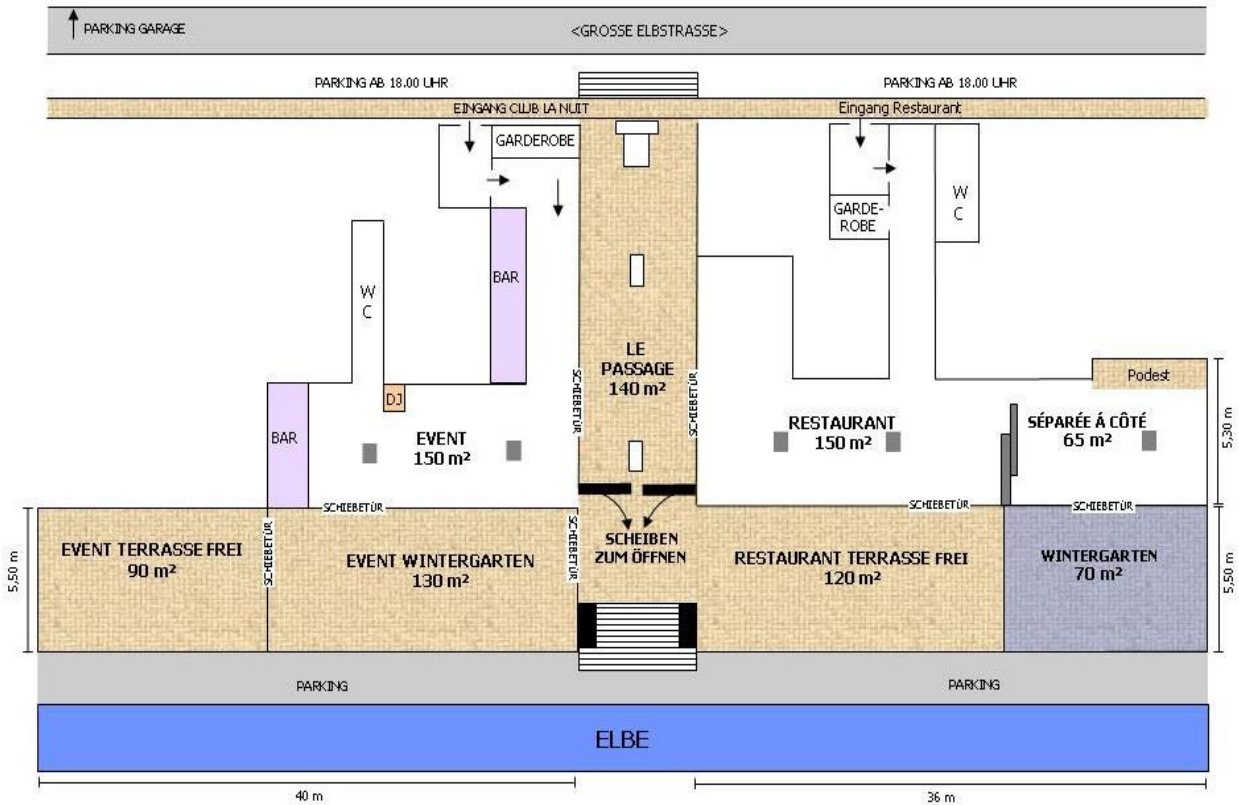 PARKING GARAGE
<GROSSE ELBSTRASSE>
PARKING AB 18.00 UHR
PARKING AB 18.00 UHR
EINGANG CLUB LA NUIT
Eingang Restaurant
GARDEROBE
W
C
GARDE-
ROBE
BAR
W
C
LE
PASSAGE
140 m²
SCHIEBETÜR
SCHIEBETÜR
Podest
DJ
BAR
EVENT
150 m²
RESTAURANT
150 m²
SÉPARÉE Á CÔTÉ
65 m²
5,30 m
SCHIEBETÜR
SCHIEBETÜR
SCHIEBETÜR
SCHIEBETÜR
SCHIEBETÜR
SCHEIBEN
ZUM ÖFFNEN
EVENT TERRASSE FREI
90 m²
EVENT WINTERGARTEN
130 m²
RESTAURANT TERRASSE FREI
120 m²
WINTERGARTEN
70 m²
5,50 m
5,50 m
PARKING
PARKING
ELBE
40 m
36 m